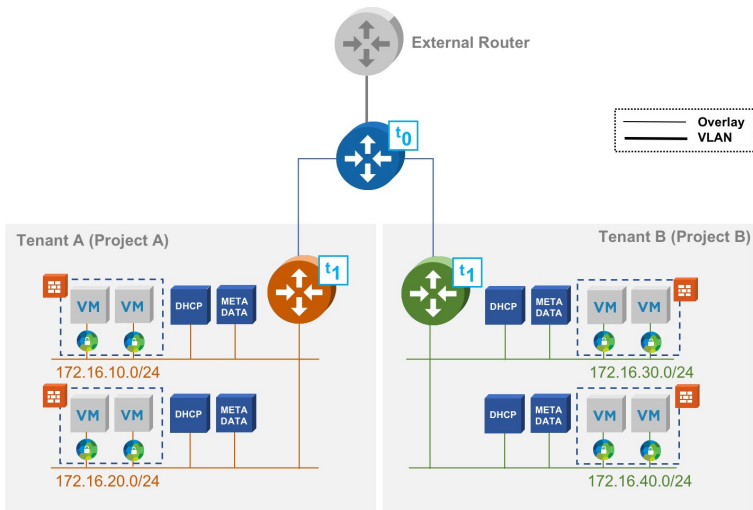 External Router
t0
Overlay
VLAN
Tenant A (Project A)
t1
VM
VM
DHCP
META
DATA
172.16.10.0/24
VM
VM
DHCP
META
DATA
172.16.20.0/24
Tenant B (Project B)
t1
DHCP
META
DATA
VM
VM
172.16.30.0/24
DHCP
META
DATA
VM
VM
172.16.40.0/24